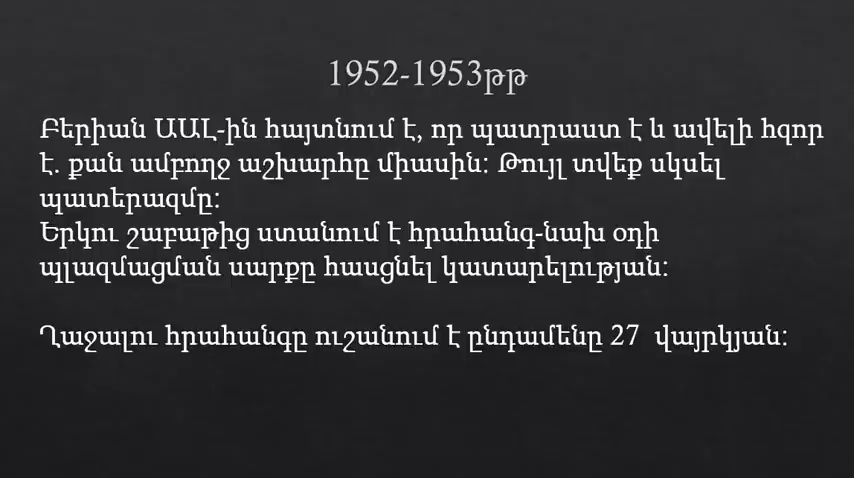 1952-1953թթ
Բերիան ԱԱԼ-ին հայտնում է, որ պատրաստ է և ավելի հզոր
է. քան ամբողջ աշխարհը միասին: Թույլ տվեք սկսել
պատերազմը:
Երկու շաբաթից ստանում է հրահանգ-նախ օդի
պլազմացման սարքը հասցնել կատարելության:
Ղաջալու հրահանգը ուշանում է ընդամենը 27 վայրկյան: